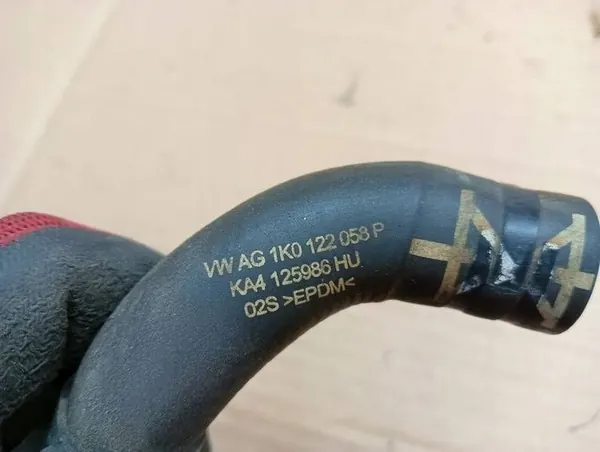 VW AG 1K0 122 058 P
KA4 125986 HU
02S >EPDM<